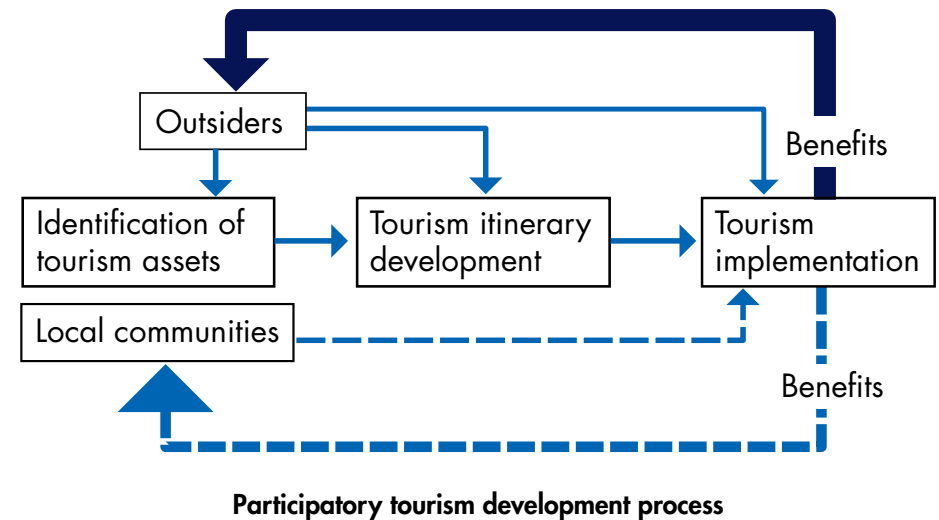 Outsiders
Benefits
Identification of
tourism assets
Tourism itinerary
development
Tourism
implementation
Local communities
Benefits
Participatory tourism development process